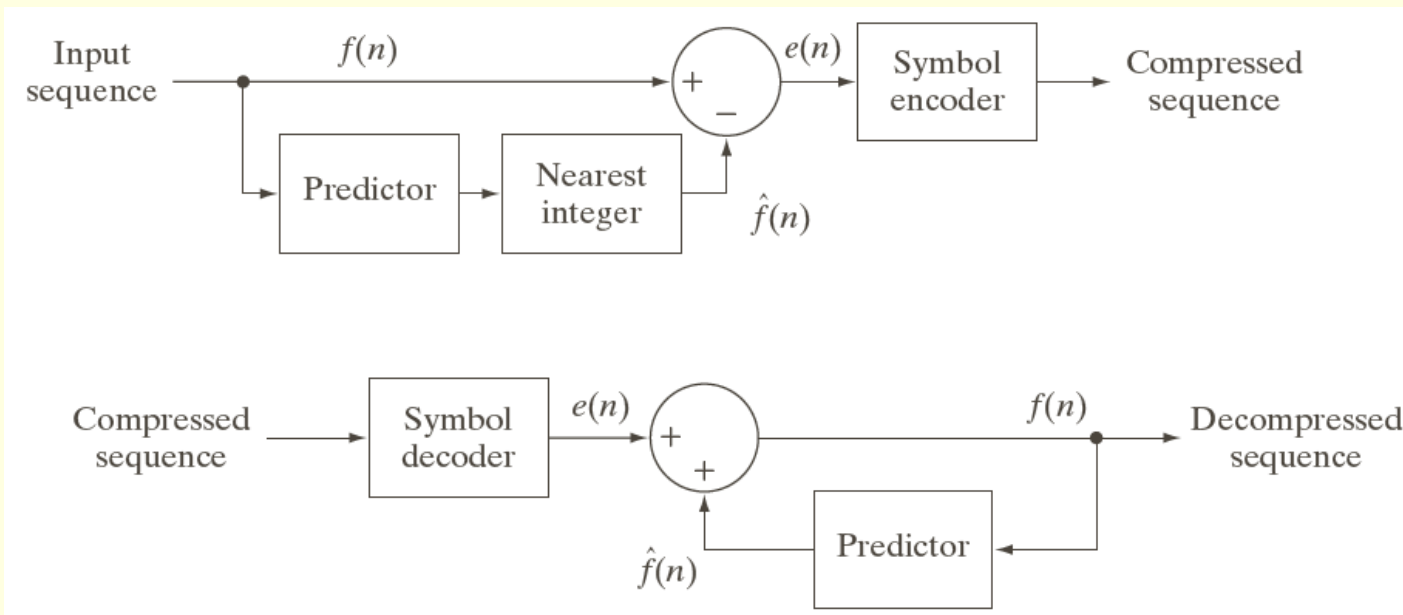 Input
sequence
f(n)
+
−
e(n)
Symbol
encoder
Compressed
sequence
Predictor
Nearest
integer
f̂(n)
Compressed
sequence
Symbol
decoder
e(n)
+
+
f(n)
Decompressed
sequence
Predictor
f̂(n)